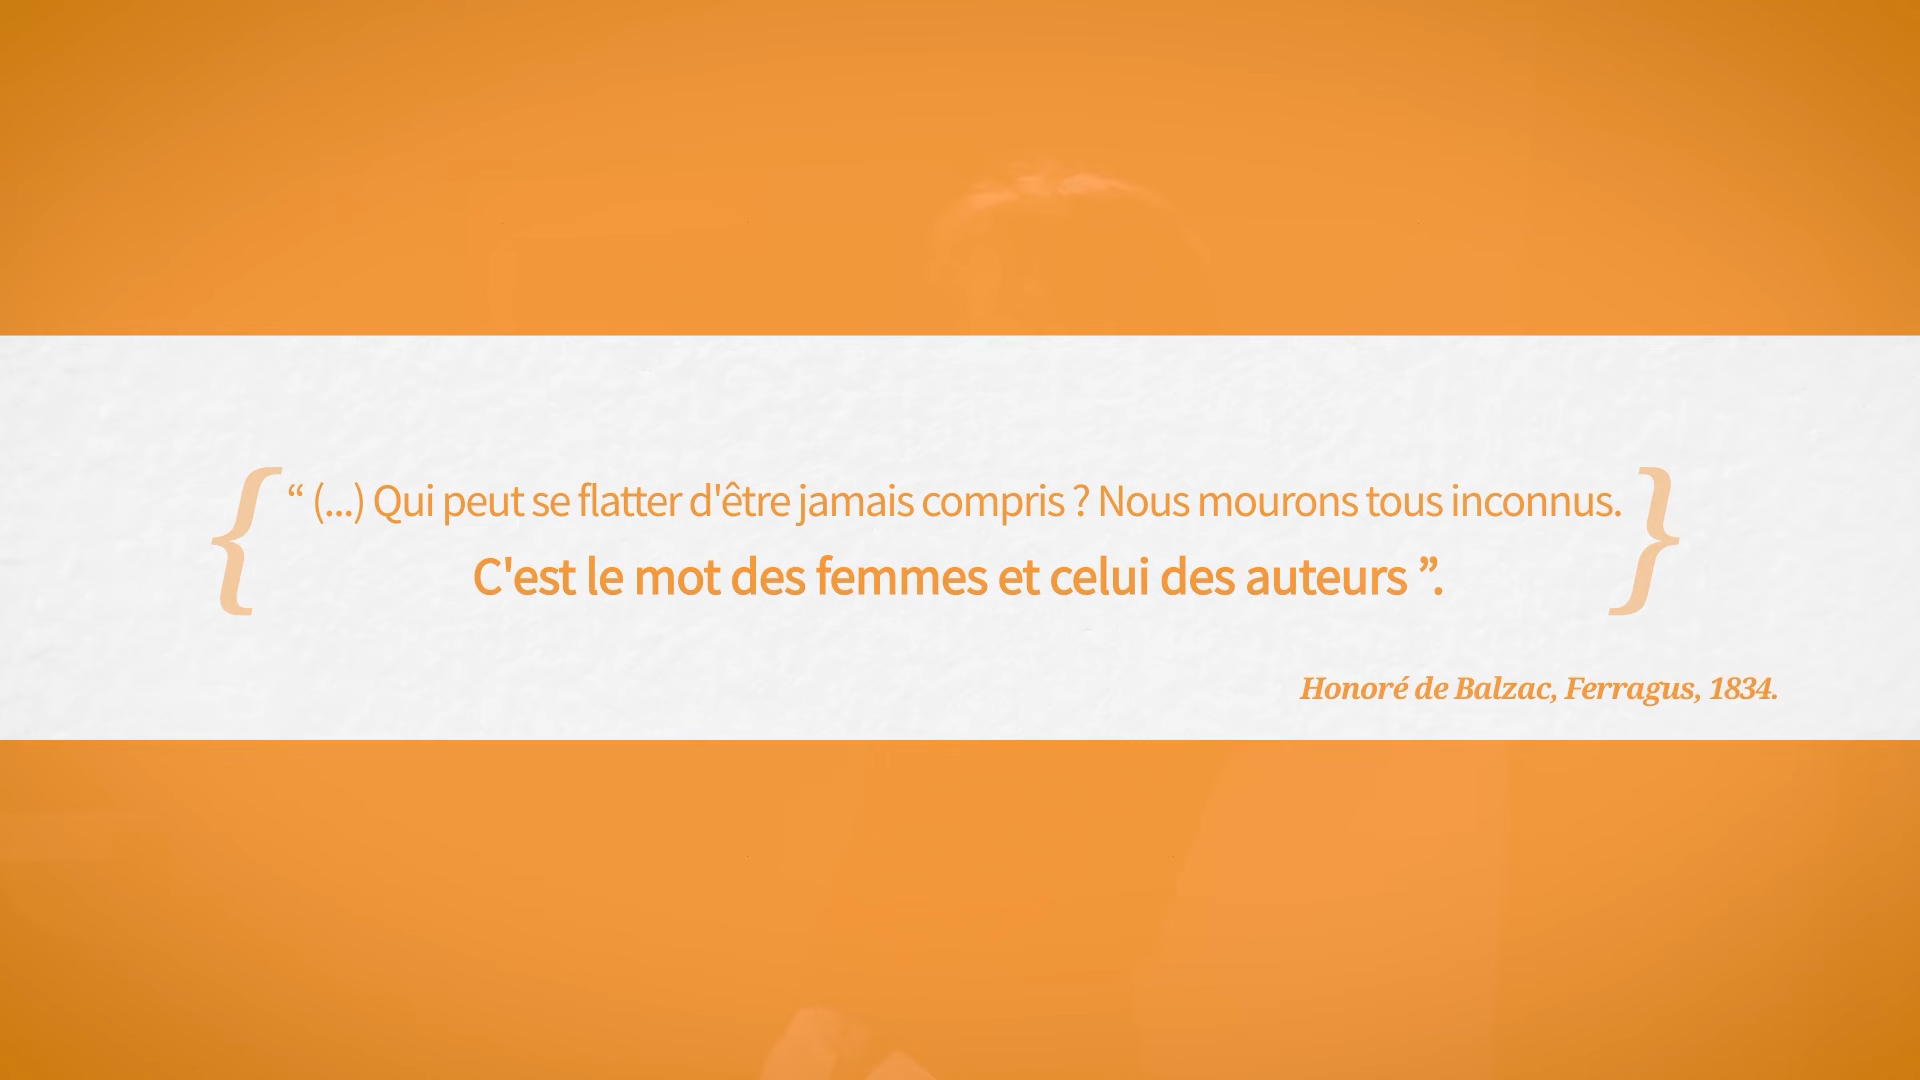 { “ (...) Qui peut se flatter d'être jamais compris ? Nous mourons tous inconnus. }
C'est le mot des femmes et celui des auteurs ”.
Honoré de Balzac, Ferragus, 1834.